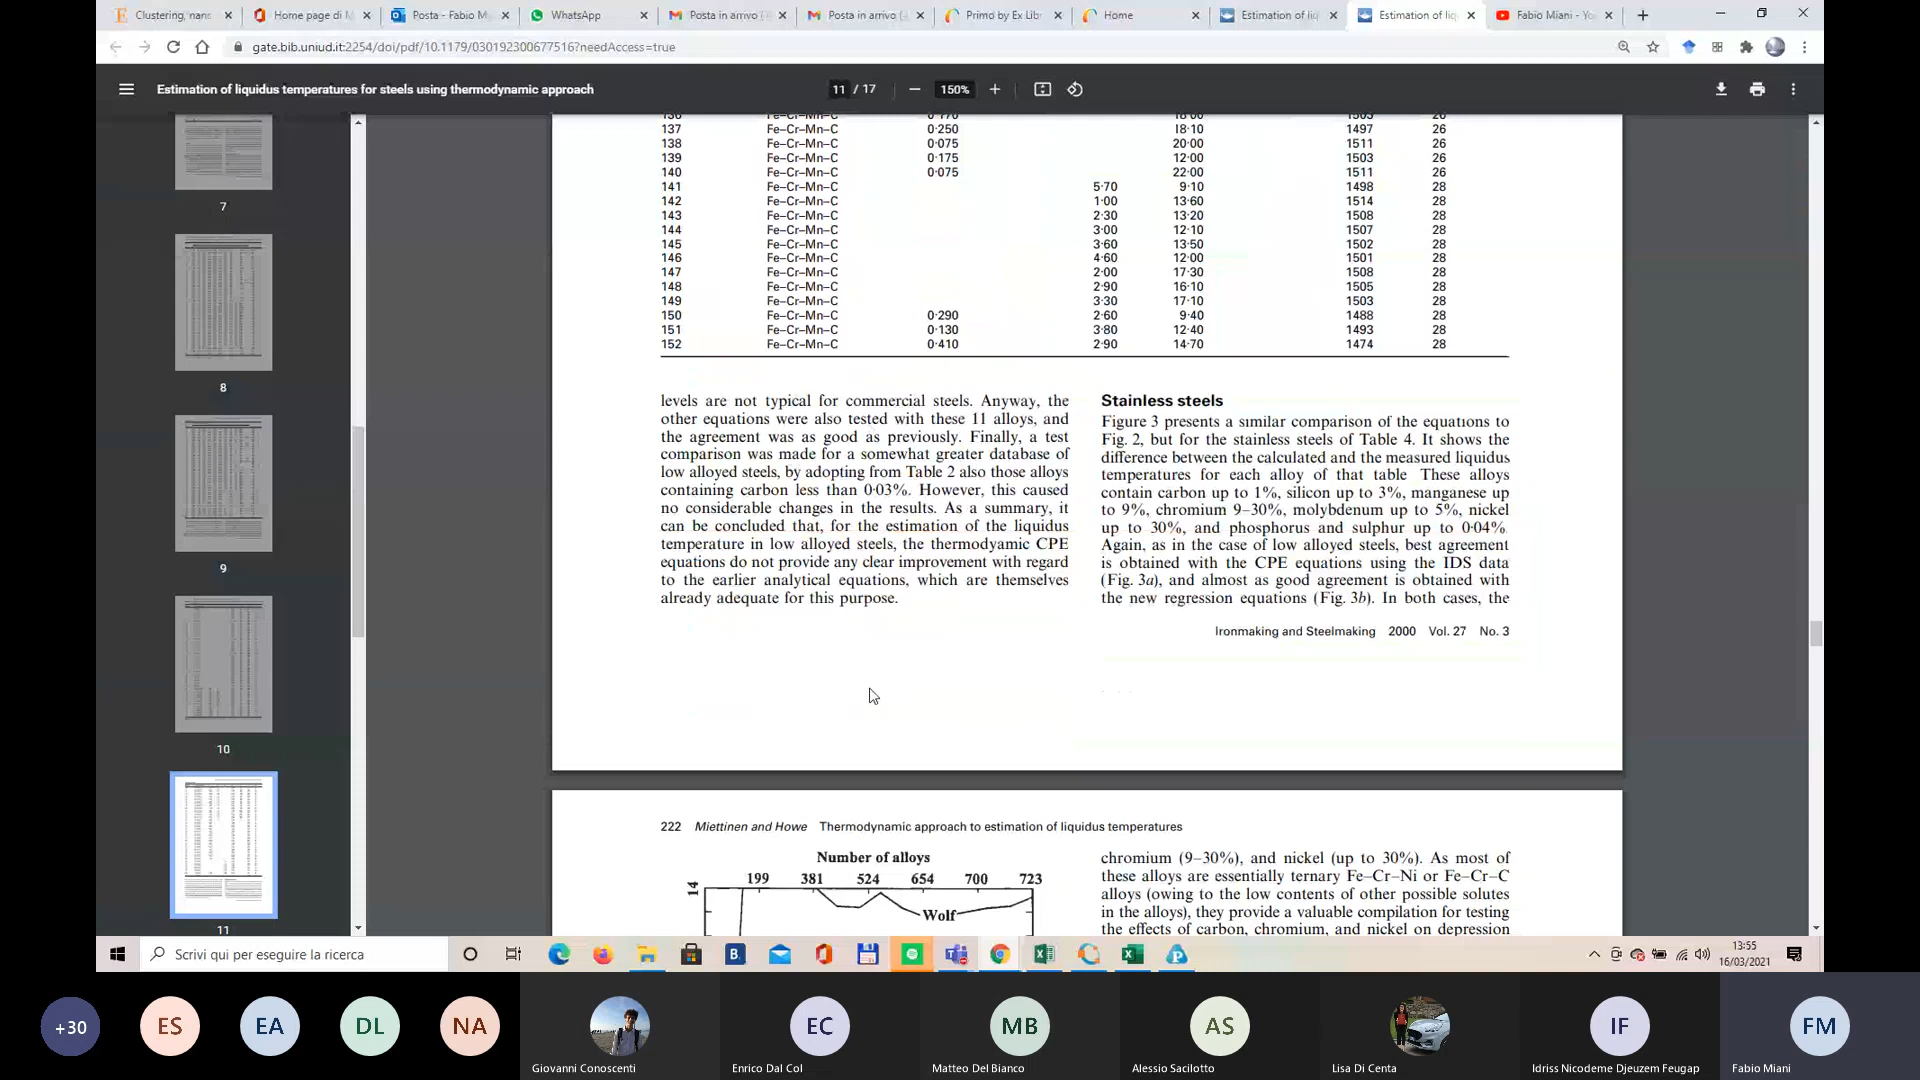 Clustering, nans
Home page di M
Posta - Fabio M
WhatsApp
Posta in arrivo (
Posta in arrivo (
Primo by Ex Libr
Home
Estimation of liq
Estimation of liq
Fabio Miani - Yo
gate.bib.uniud.it:2254/doi/pdf/10.1179/030192300677516?needAccess=true
Estimation of liquidus temperatures for steels using thermodynamic approach
11 / 17
150%
7
8
9
10
11
136 Fe–Cr–Mn–C 0·770 18·00 1503 26
137 Fe–Cr–Mn–C 0·250 18·10 1497 26
138 Fe–Cr–Mn–C 0·075 20·00 1511 26
139 Fe–Cr–Mn–C 0·175 12·00 1503 26
140 Fe–Cr–Mn–C 0·075 22·00 1511 26
141 Fe–Cr–Mn–C 5·70 9·10 1498 28
142 Fe–Cr–Mn–C 1·00 13·60 1514 28
143 Fe–Cr–Mn–C 2·30 13·20 1508 28
144 Fe–Cr–Mn–C 3·00 12·10 1507 28
145 Fe–Cr–Mn–C 3·60 13·50 1502 28
146 Fe–Cr–Mn–C 4·60 12·00 1501 28
147 Fe–Cr–Mn–C 2·00 17·30 1508 28
148 Fe–Cr–Mn–C 2·90 16·10 1505 28
149 Fe–Cr–Mn–C 3·30 17·10 1503 28
150 Fe–Cr–Mn–C 0·290 2·60 9·40 1488 28
151 Fe–Cr–Mn–C 0·130 3·80 12·40 1493 28
152 Fe–Cr–Mn–C 0·410 2·90 14·70 1474 28
levels are not typical for commercial steels. Anyway, the
other equations were also tested with these 11 alloys, and
the agreement was as good as previously. Finally, a test
comparison was made for a somewhat greater database of
low alloyed steels, by adopting from Table 2 also those alloys
containing carbon less than 0·03%. However, this caused
no considerable changes in the results. As a summary, it
can be concluded that, for the estimation of the liquidus
temperature in low alloyed steels, the thermodyamic CPE
equations do not provide any clear improvement with regard
to the earlier analytical equations, which are themselves
already adequate for this purpose.
Stainless steels
Figure 3 presents a similar comparison of the equations to
Fig. 2, but for the stainless steels of Table 4. It shows the
difference between the calculated and the measured liquidus
temperatures for each alloy of that table These alloys
contain carbon up to 1%, silicon up to 3%, manganese up
to 9%, chromium 9–30%, molybdenum up to 5%, nickel
up to 30%, and phosphorus and sulphur up to 0·04%
Again, as in the case of low alloyed steels, best agreement
is obtained with the CPE equations using the IDS data
(Fig. 3a), and almost as good agreement is obtained with
the new regression equations (Fig. 3b). In both cases, the
Ironmaking and Steelmaking 2000 Vol. 27 No. 3
222 Miettinen and Howe Thermodynamic approach to estimation of liquidus temperatures
Number of alloys
199 381 524 654 700 723
14
Wolf
chromium (9–30%), and nickel (up to 30%). As most of
these alloys are essentially ternary Fe–Cr–Ni or Fe–Cr–C
alloys (owing to the low contents of other possible solutes
in the alloys), they provide a valuable compilation for testing
the effects of carbon, chromium, and nickel on depression
Scrivi qui per eseguire la ricerca
B.
13:55
16/03/2021
+30
ES
EA
DL
NA
EC
MB
AS
IF
FM
Giovanni Conoscenti
Enrico Dal Col
Matteo Del Bianco
Alessio Sacilotto
Lisa Di Centa
Idriss Nicodeme Djeuzem Feugap
Fabio Miani